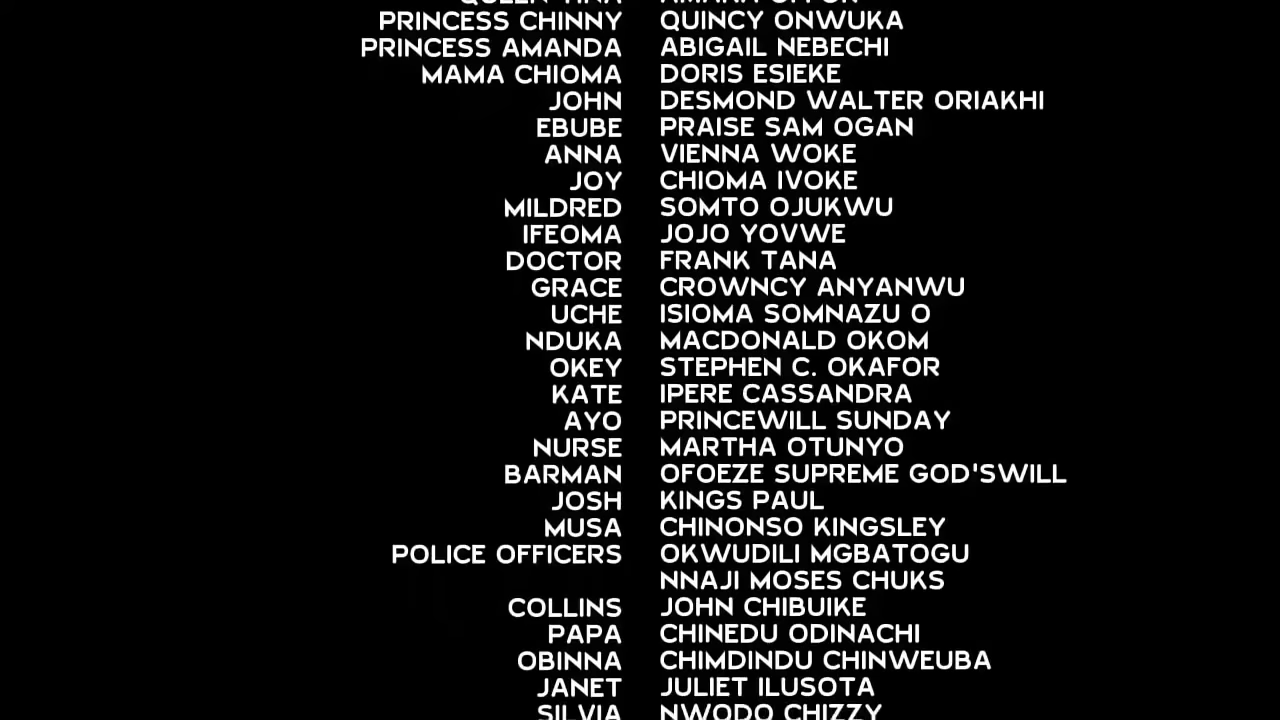 PRINCESS CHINNY QUINCY ONWUKA
PRINCESS AMANDA ABIGAIL NEBECHI
MAMA CHIOMA DORIS ESIEKE
JOHN DESMOND WALTER ORIAKHI
EBUBE PRAISE SAM OGAN
ANNA VIENNA WOKE
JOY CHIOMA IVOKE
MILDRED SOMTO OJUKWU
IFEOMA JOJO YOVWE
DOCTOR FRANK TANA
GRACE CROWNCY ANYANWU
UCHE ISIOMA SOMNAZU O
NDUKA MACDONALD OKOM
OKEY STEPHEN C. OKAFOR
KATE IPERE CASSANDRA
AYO PRINCEWILL SUNDAY
NURSE MARTHA OTUNYO
BARMAN OFOEZE SUPREME GOD'SWILL
JOSH KINGS PAUL
MUSA CHINONSO KINGSLEY
POLICE OFFICERS OKWUDILI MGBATOGU
NNAJI MOSES CHUKS
COLLINS JOHN CHIBUIKE
PAPA CHINEDU ODINACHI
OBINNA CHIMDINDU CHINWEUBA
JANET JULIET ILUSOTA
SILVIA NWODO CHIZZY